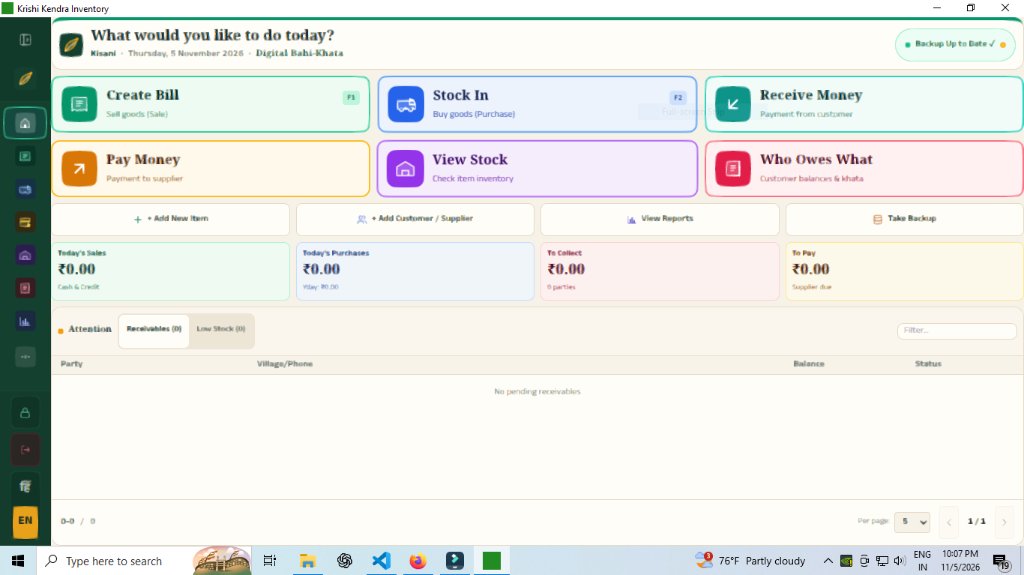 Krishi Kendra Inventory
What would you like to do today?
Kisani · Thursday, 5 November 2026 · Digital Bahi-Khata
Backup Up to Date ✓
Create Bill
Sell goods (Sale)
F1
Stock In
Buy goods (Purchase)
F2
Receive Money
Payment from customer
Pay Money
Payment to supplier
View Stock
Check item inventory
Who Owes What
Customer balances & khata
+ + Add New Item
+ Add Customer / Supplier
View Reports
Take Backup
Today's Sales
₹0.00
Cash & Credit
Today's Purchases
₹0.00
Yday: ₹0.00
To Collect
₹0.00
0 parties
To Pay
₹0.00
Supplier due
Attention
Receivables (0)
Low Stock (0)
Filter...
Party Village/Phone Balance Status
No pending receivables
EN
0-0 / 0
Per page: 5
1 / 1
Type here to search
3
76°F Partly cloudy
ENG
IN
10:07 PM
11/5/2026
19